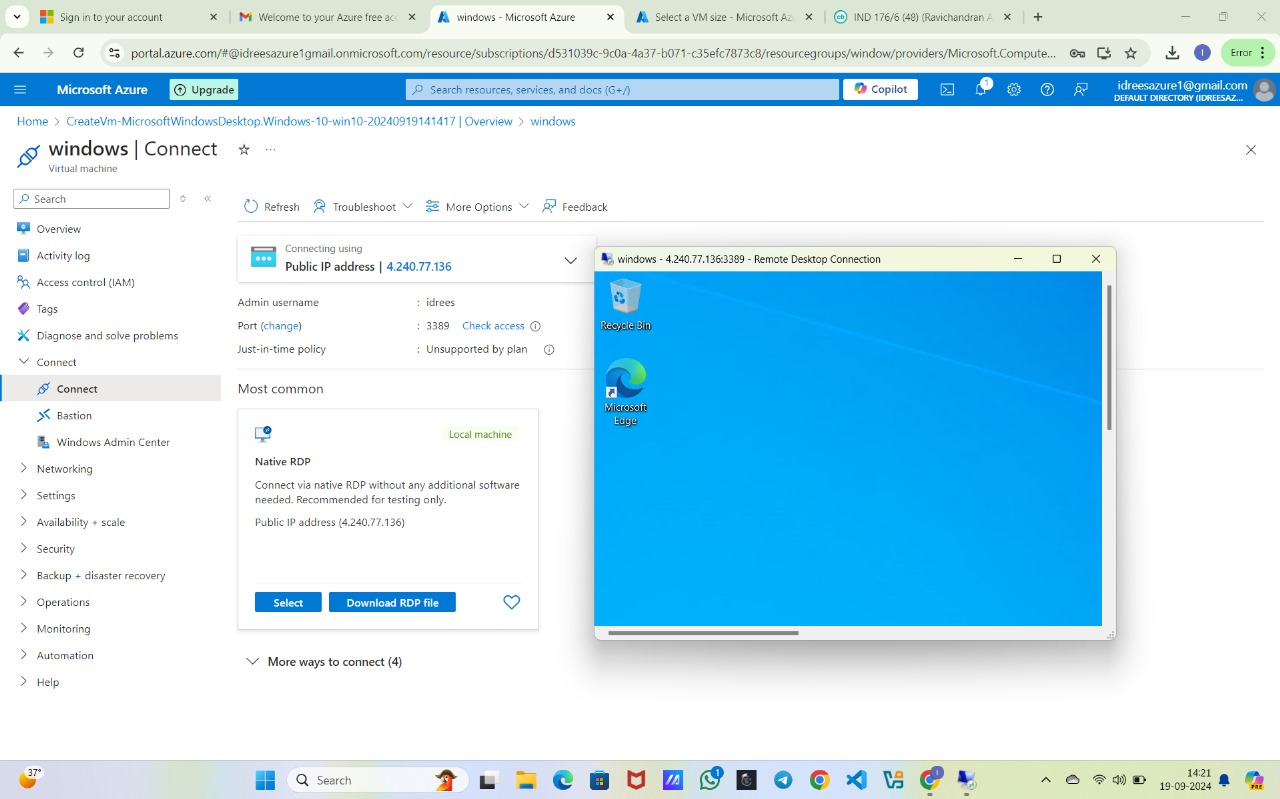 Sign in to your account
Welcome to your Azure free acc
windows - Microsoft Azure
Select a VM size - Microsoft Az
IND 176/6 (48) (Ravichandran A
portal.azure.com/#@idreesazure1gmail.onmicrosoft.com/resource/subscriptions/d531039c-9c0a-4a37-b071-c35efc7873c8/resourcegroups/window/providers/Microsoft.Compute...
I
Error
Microsoft Azure
Upgrade
Search resources, services, and docs (G+/)
Copilot
1
idreesazure1@gmail.com
DEFAULT DIRECTORY (IDREESAZ...
Home > CreateVm-MicrosoftWindowsDesktop.Windows-10-win10-20240919141417 | Overview > windows
windows | Connect
Virtual machine
Search
Refresh
Troubleshoot
More Options
Feedback
Overview
Activity log
Access control (IAM)
Tags
Diagnose and solve problems
Connect
Connect
Bastion
Windows Admin Center
Networking
Settings
Availability + scale
Security
Backup + disaster recovery
Operations
Monitoring
Automation
Help
Connecting using
Public IP address | 4.240.77.136
Admin username : idrees
Port (change) : 3389 Check access
Just-in-time policy : Unsupported by plan
Most common
Local machine
Native RDP
Connect via native RDP without any additional software
needed. Recommended for testing only.
Public IP address (4.240.77.136)
Select
Download RDP file
More ways to connect (4)
windows - 4.240.77.136:3389 - Remote Desktop Connection
Recycle Bin
Microsoft
Edge
37°
Search
1
14:21
19-09-2024
PRE